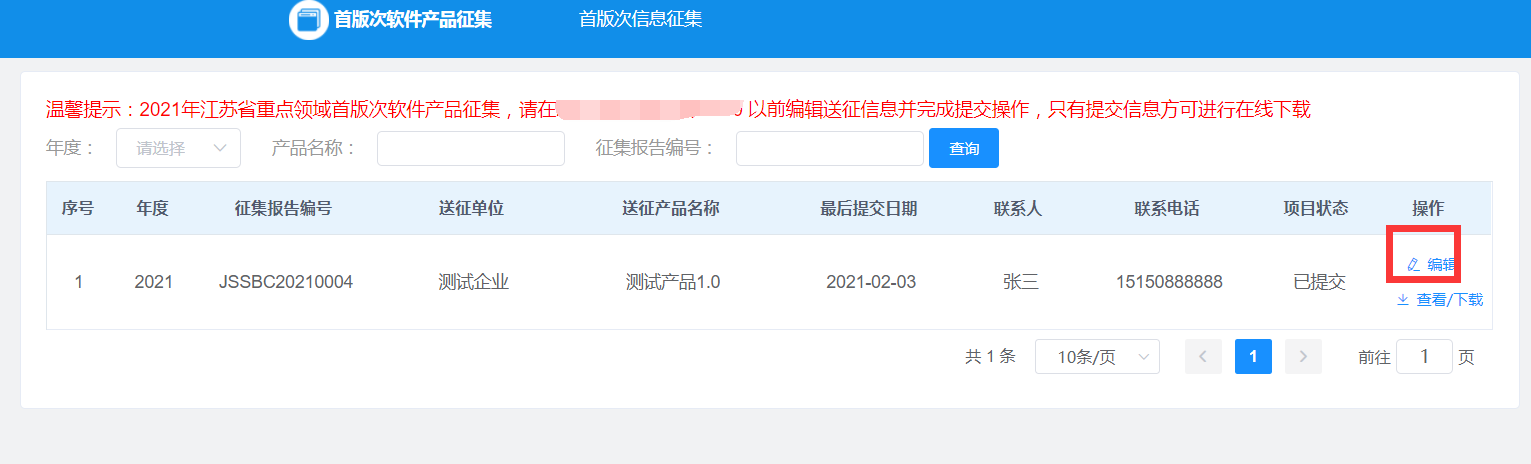 首版次软件产品征集 首版次信息征集
温馨提示：2021年江苏省重点领域首版次软件产品征集，请在 以前编辑送征信息并完成提交操作，只有提交信息方可进行在线下载
年度： 请选择 产品名称： 征集报告编号： 查询
序号 年度 征集报告编号 送征单位 送征产品名称 最后提交日期 联系人 联系电话 项目状态 操作
编辑
1 2021 JSSBC20210004 测试企业 测试产品1.0 2021-02-03 张三 15150888888 已提交
查看/下载
共 1 条 10条/页 1 前往 1 页